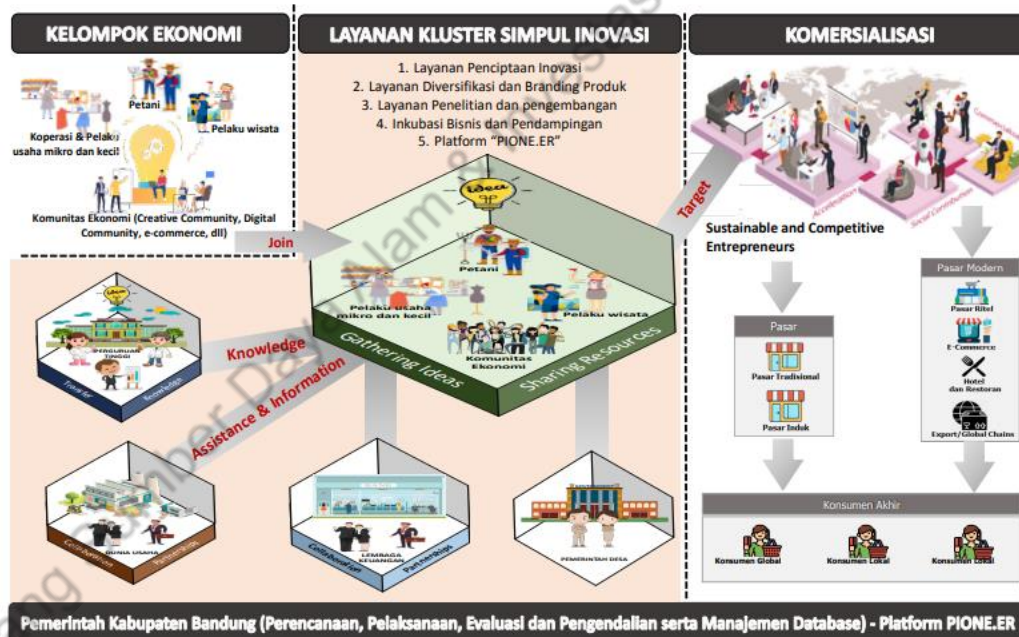 KELOMPOK EKONOMI
Petani
Koperasi & Pelaku
usaha mikro dan kecil
Pelaku wisata
Komunitas Ekonomi (Creative Community, Digital
Community, e-commerce, dll)
Join
LAYANAN KLUSTER SIMPUL INOVASI
1. Layanan Penciptaan Inovasi
2. Layanan Diversifikasi dan Branding Produk
3. Layanan Penelitian dan pengembangan
4. Inkubasi Bisnis dan Pendampingan
5. Platform "PIONE.ER"
idea
Petani
Pelaku usaha
mikro dan kecil
Pelaku wisata
Komunitas
Ekonomi
Gathering Ideas
Sharing Resources
Target
idea
PERGURUAN
TINGGI
Transfer
Knowledge
Knowledge
Assistance & Information
DUNIA USAHA
Collaboration
Partnerships
LEMBAGA
KEUANGAN
Collaboration
Partnerships
PEMERINTAH DESA
KOMERSIALISASI
Acceleration
Social Contribution
Sustainable and Competitive
Entrepreneurs
Pasar
Pasar Tradisional
Pasar Induk
Pasar Modern
Pasar Ritel
E-Commerce
Hotel
dan Restoran
Export/Global Chains
Konsumen Akhir
Konsumen Global
Konsumen Lokal
Konsumen Lokal
Pemerintah Kabupaten Bandung (Perencanaan, Pelaksanaan, Evaluasi dan Pengendalian serta Manajemen Database) - Platform PIONE.ER